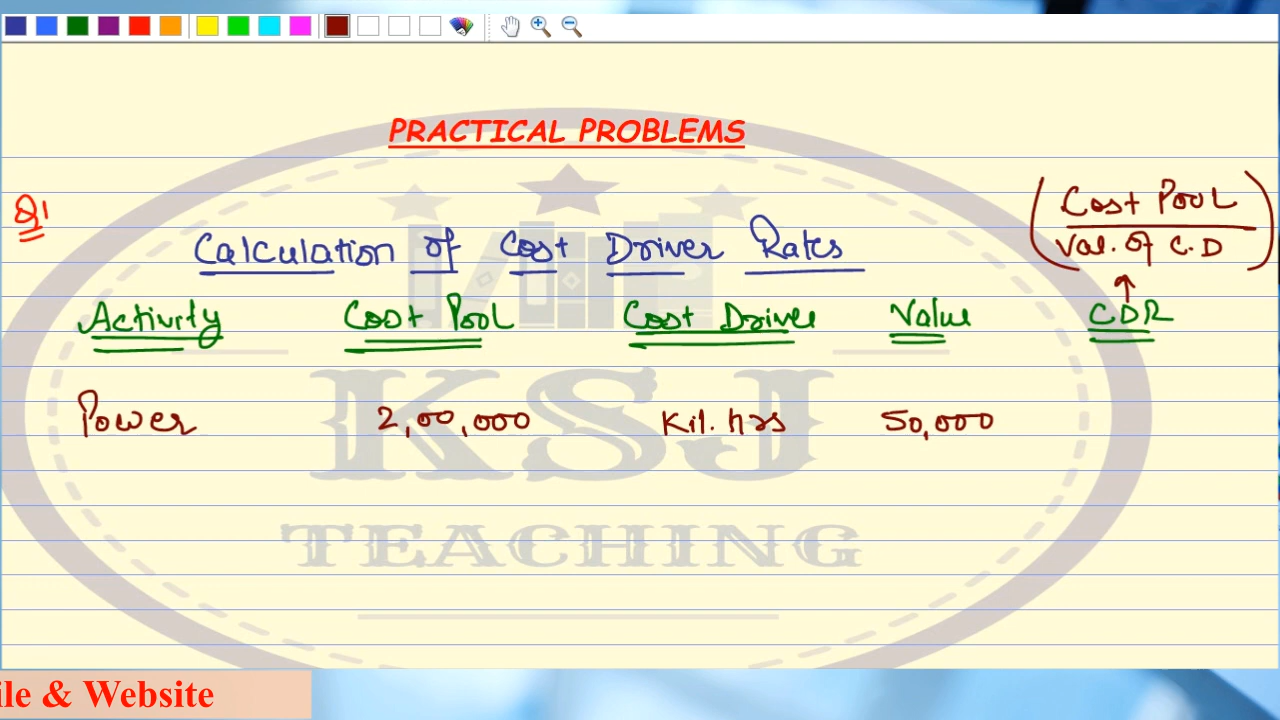 PRACTICAL PROBLEMS
Q1
Calculation of Cost Driver Rates
(Cost Pool
Val. of C.D)
Activity Cost Pool Cost Driver Value CDR
Power 2,00,000 Kil. hrs 50,000
KSJ
TEACHING
ile & Website